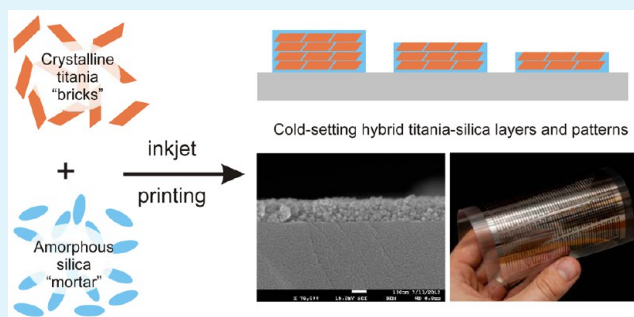 Crystalline
titania
"bricks"
+
Amorphous
silica
"mortar"
inkjet
printing
Cold-setting hybrid titania-silica layers and patterns